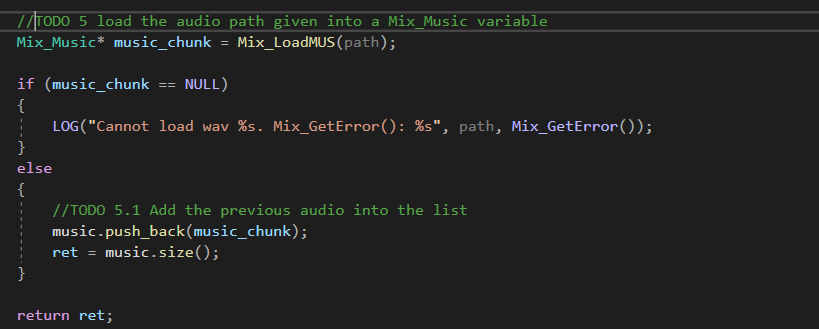 //TODO 5 load the audio path given into a Mix_Music variable
Mix_Music* music_chunk = Mix_LoadMUS(path);
if (music_chunk == NULL)
{
LOG("Cannot load wav %s. Mix_GetError(): %s", path, Mix_GetError());
}
else
{
//TODO 5.1 Add the previous audio into the list
music.push_back(music_chunk);
ret = music.size();
}
return ret;